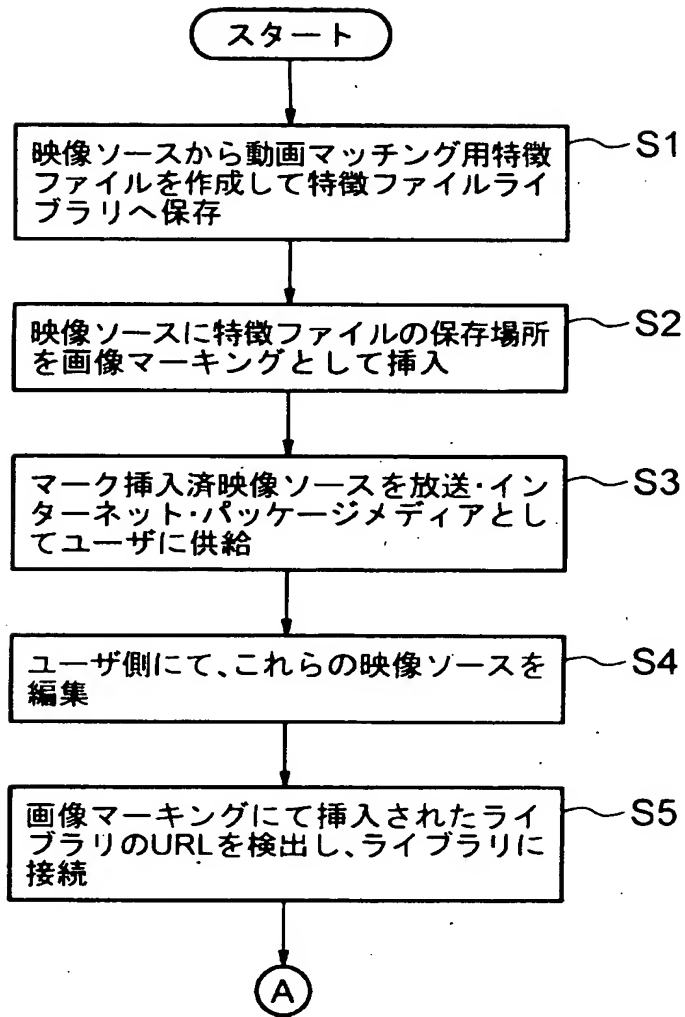 スタート
映像ソースから動画マッチング用特徴
ファイルを作成して特徴ファイルライ
ブラリへ保存
S1
映像ソースに特徴ファイルの保存場所
を画像マーキングとして挿入
S2
マーク挿入済映像ソースを放送・イン
ターネット・パッケージメディアとし
てユーザに供給
S3
ユーザ側にて、これらの映像ソースを
編集
S4
画像マーキングにて挿入されたライ
ブラリのURLを検出し、ライブラリに
接続
S5
A